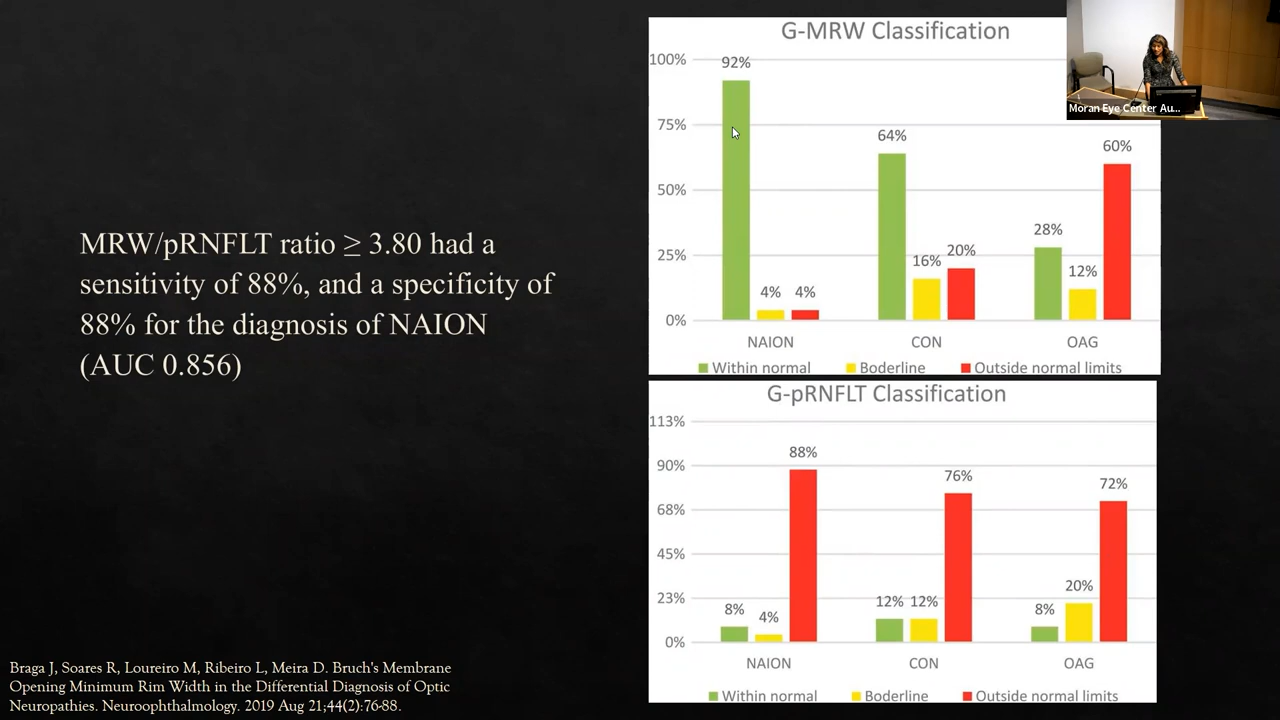 MRW/pRNFLT ratio ≥ 3.80 had a
sensitivity of 88%, and a specificity of
88% for the diagnosis of NAION
(AUC 0.856)
Braga J, Soares R, Loureiro M, Ribeiro L, Meira D. Bruch's Membrane
Opening Minimum Rim Width in the Differential Diagnosis of Optic
Neuropathies. Neuroophthalmology. 2019 Aug 21;44(2):76-88.
G-MRW Classification
100%
75%
50%
25%
0%
92%
4%
4%
64%
16%
20%
28%
12%
60%
NAION
CON
OAG
Within normal
Boderline
Outside normal limits
G-pRNFLT Classification
113%
90%
68%
45%
23%
0%
8%
4%
88%
12%
12%
76%
8%
20%
72%
NAION
CON
OAG
Within normal
Boderline
Outside normal limits
Moran Eye Center Au...